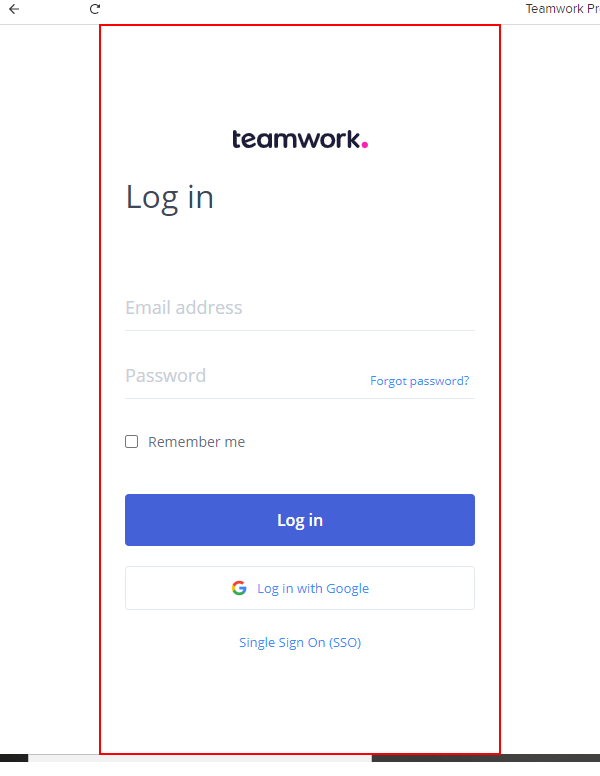 Teamwork Pr
teamwork.
Log in
Email address
Password
Forgot password?
Remember me
Log in
Log in with Google
Single Sign On (SSO)